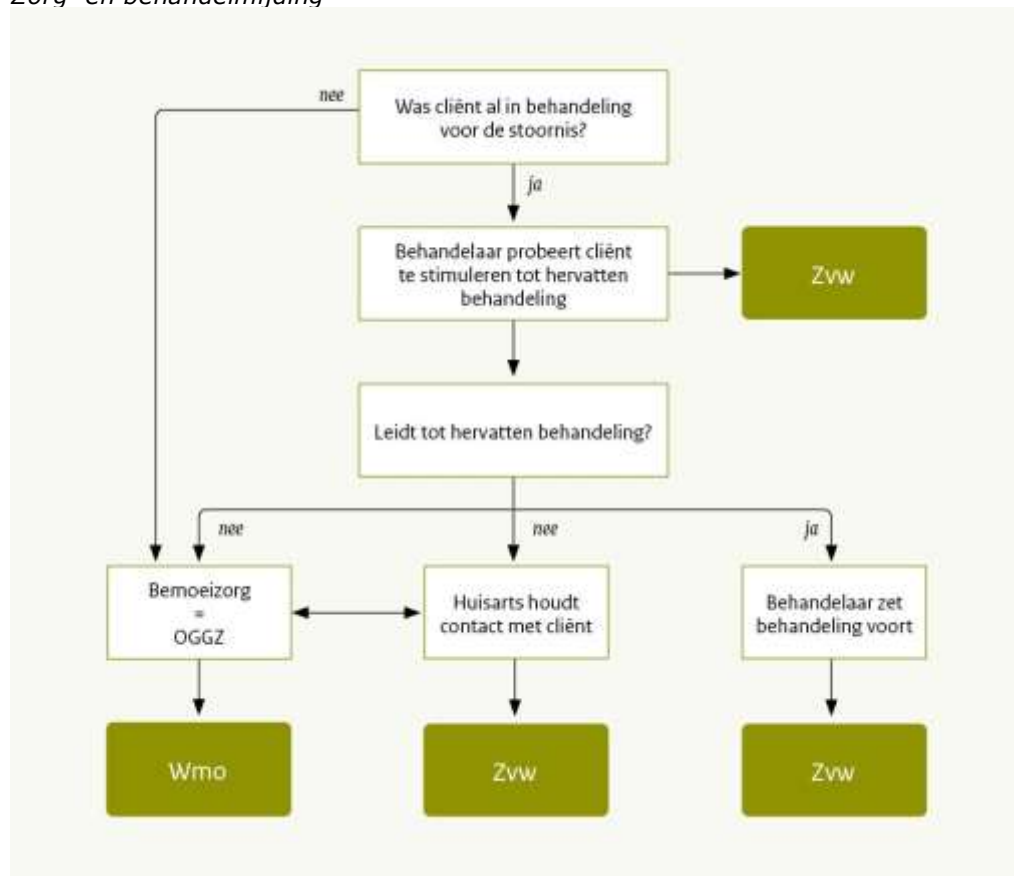 Zorg- en behandelmijding
nee
Was cliënt al in behandeling
voor de stoornis?
ja
Behandelaar probeert cliënt
te stimuleren tot hervatten
behandeling
Zvw
Leidt tot hervatten behandeling?
nee
nee
ja
Bemoeizorg
=
OGGZ
Huisarts houdt
contact met cliënt
Behandelaar zet
behandeling voort
Wmo
Zvw
Zvw